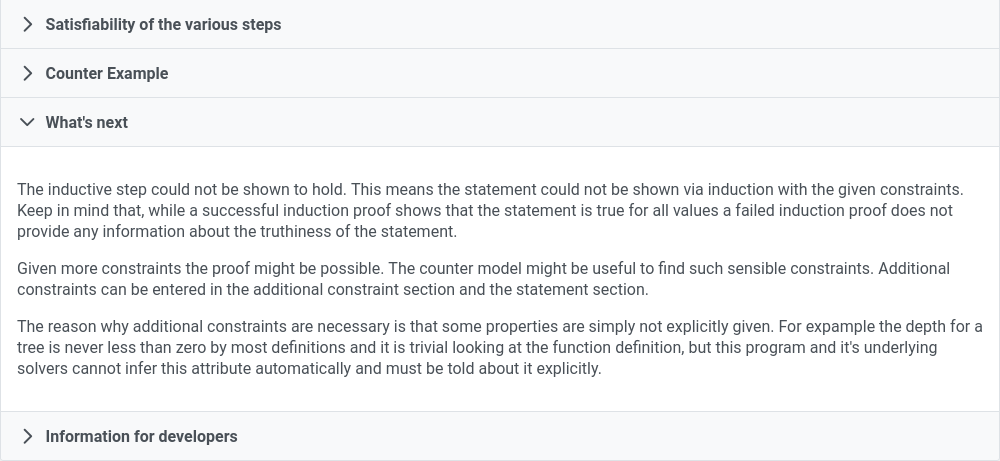 Satisfiability of the various steps
Counter Example
What's next
The inductive step could not be shown to hold. This means the statement could not be shown via induction with the given constraints.
Keep in mind that, while a successful induction proof shows that the statement is true for all values a failed induction proof does not
provide any information about the truthiness of the statement.
Given more constraints the proof might be possible. The counter model might be useful to find such sensible constraints. Additional
constraints can be entered in the additional constraint section and the statement section.
The reason why additional constraints are necessary is that some properties are simply not explicitly given. For expample the depth for a
tree is never less than zero by most definitions and it is trivial looking at the function definition, but this program and it's underlying
solvers cannot infer this attribute automatically and must be told about it explicitly.
Information for developers